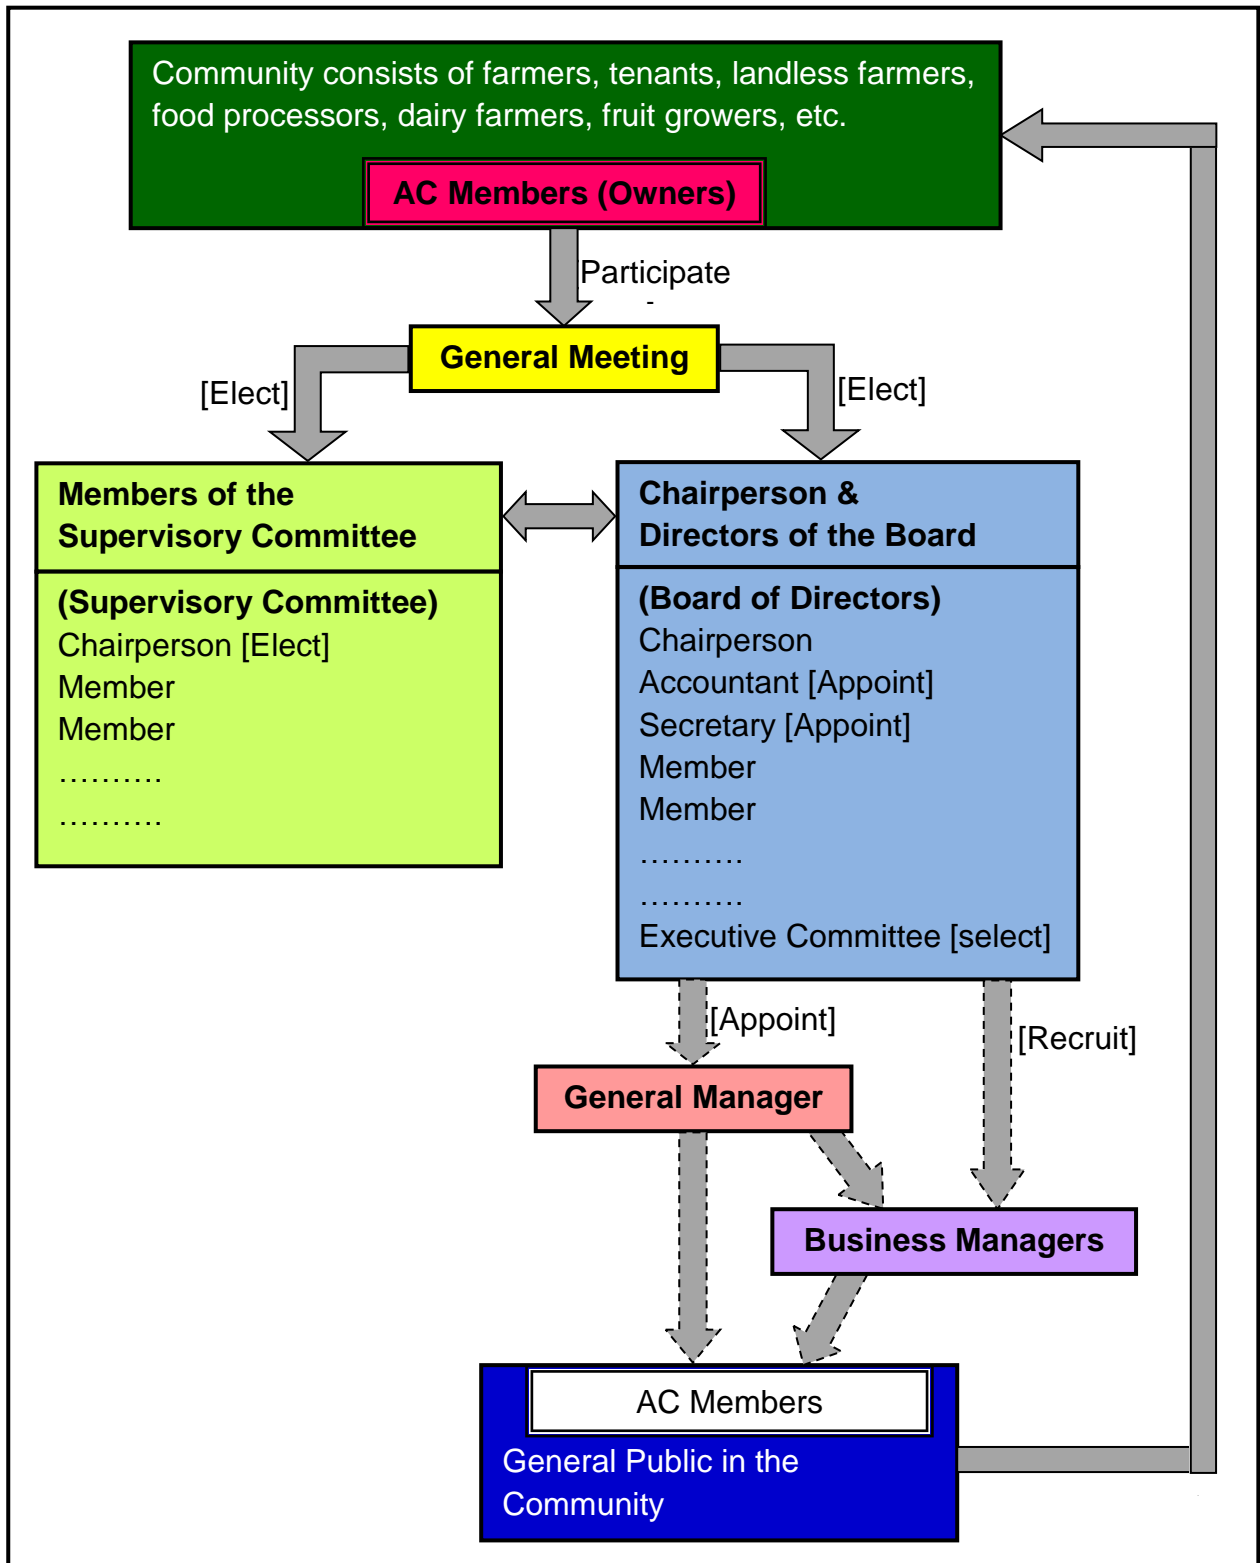 Community consists of farmers, tenants, landless farmers,
food processors, dairy farmers, fruit growers, etc.
AC Members (Owners)
Participate
General Meeting
[Elect]
[Elect]
Members of the
Supervisory Committee
(Supervisory Committee)
Chairperson [Elect]
Member
Member
……….
……….
Chairperson &
Directors of the Board
(Board of Directors)
Chairperson
Accountant [Appoint]
Secretary [Appoint]
Member
Member
……….
……….
Executive Committee [select]
[Appoint]
[Recruit]
General Manager
Business Managers
AC Members
General Public in the
Community